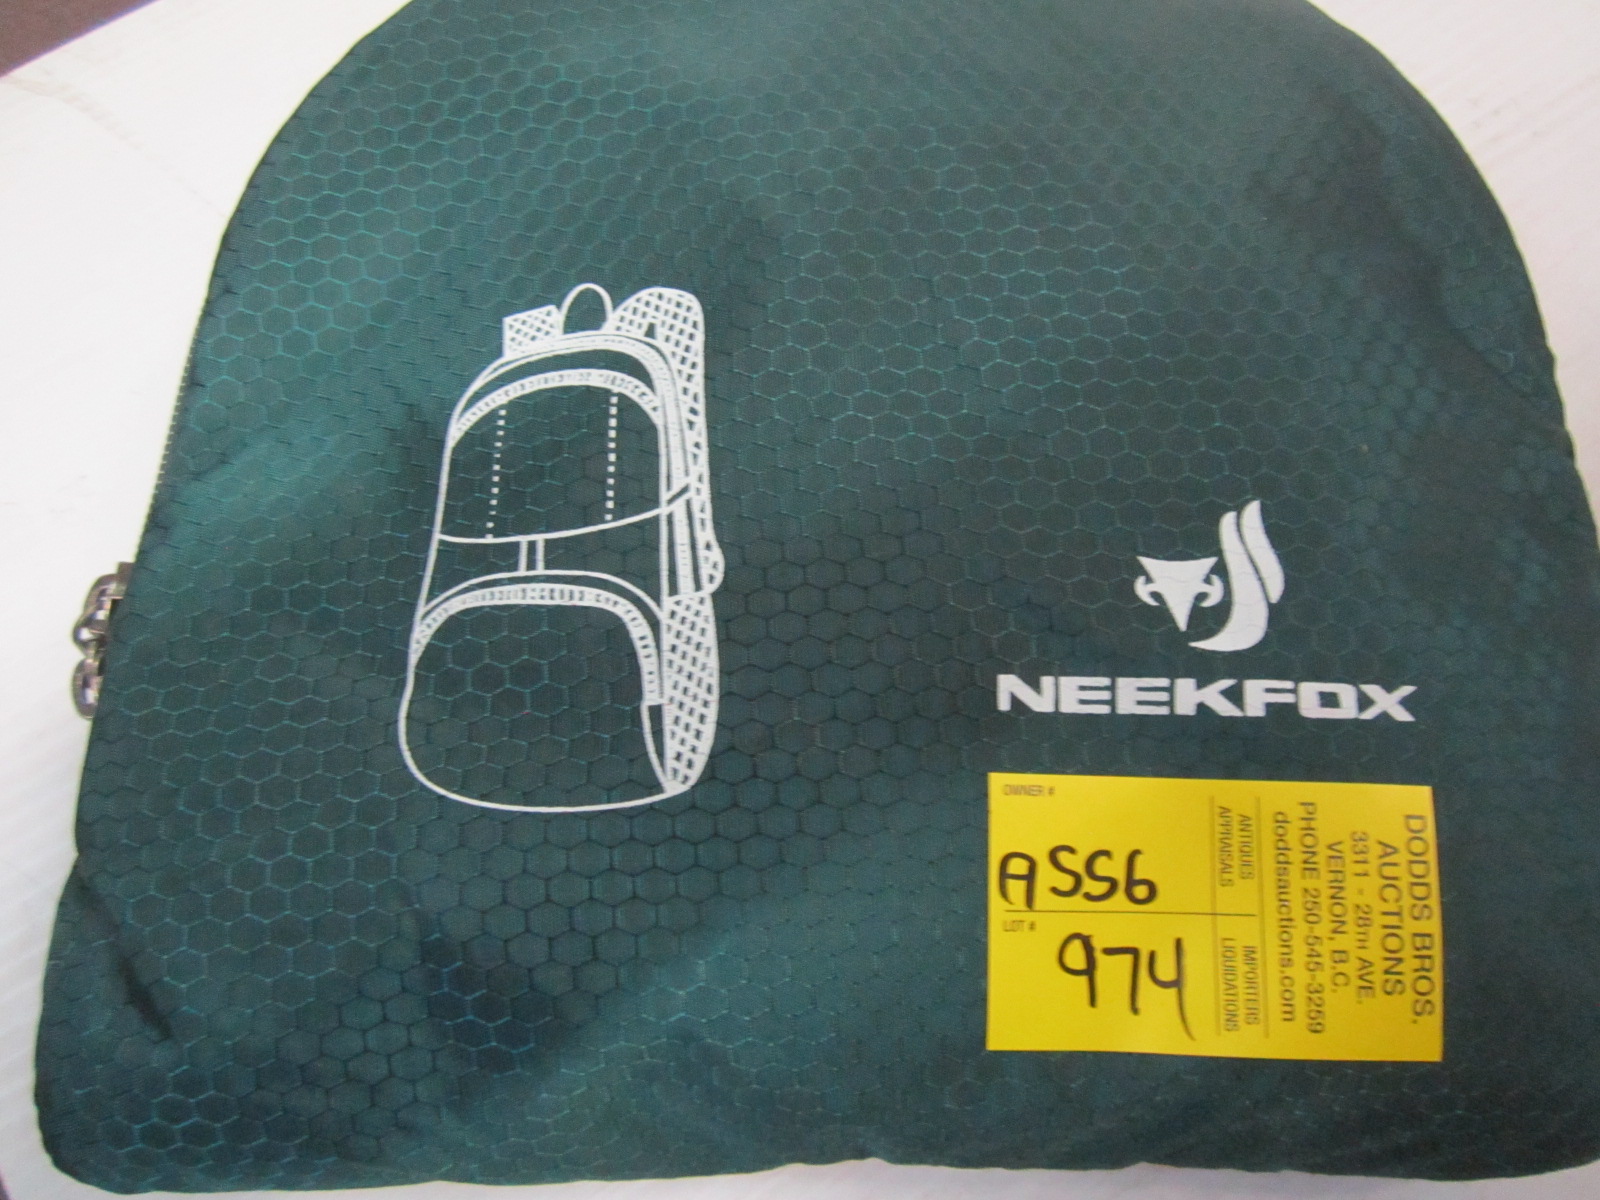 NEEKFOX
OWNER #
ASS6
LOT #
974
ANTIQUES
APPRAISALS
IMPORTERS
LIQUIDATIONS
DODDS BROS.
AUCTIONS
3311 - 28TH AVE.
VERNON, B.C.
PHONE 250-545-3259
doddsauctions.com